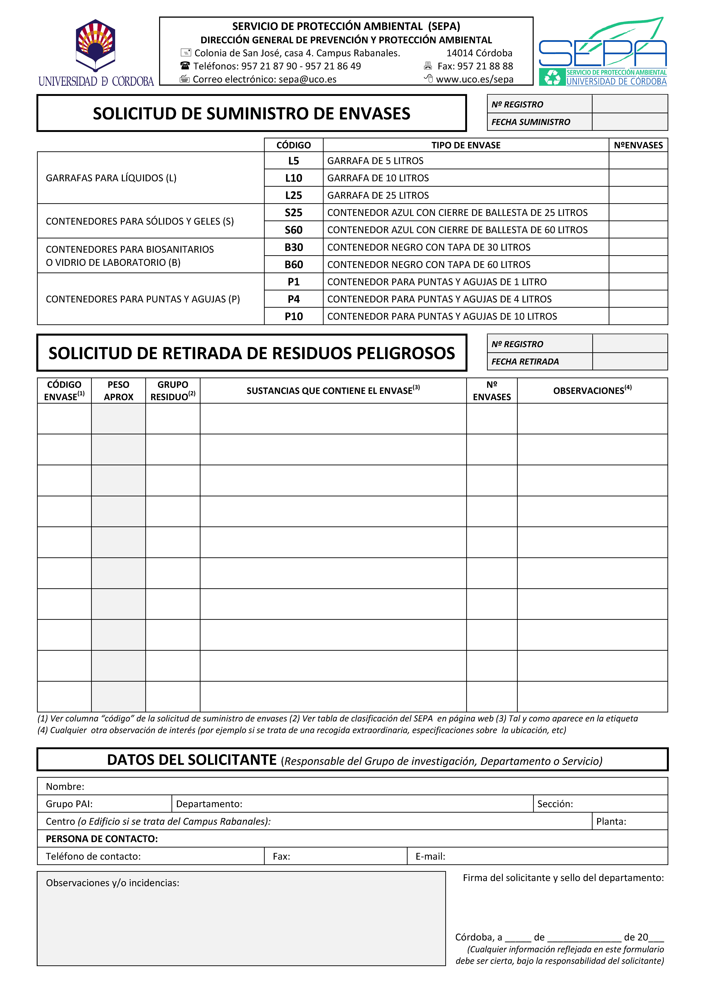 UNIVERSIDAD DE CÓRDOBA
SERVICIO DE PROTECCIÓN AMBIENTAL (SEPA)
DIRECCIÓN GENERAL DE PREVENCIÓN Y PROTECCIÓN AMBIENTAL
Colonia de San José, casa 4. Campus Rabanales. 14014 Córdoba
Teléfonos: 957 21 87 90 - 957 21 86 49 Fax: 957 21 88 88
Correo electrónico: sepa@uco.es www.uco.es/sepa
SEPA
SERVICIO DE PROTECCIÓN AMBIENTAL
UNIVERSIDAD DE CÓRDOBA
SOLICITUD DE SUMINISTRO DE ENVASES
Nº REGISTRO
FECHA SUMINISTRO
CÓDIGO TIPO DE ENVASE NºENVASES
GARRAFAS PARA LÍQUIDOS (L)
L5 GARRAFA DE 5 LITROS
L10 GARRAFA DE 10 LITROS
L25 GARRAFA DE 25 LITROS
CONTENEDORES PARA SÓLIDOS Y GELES (S)
S25 CONTENEDOR AZUL CON CIERRE DE BALLESTA DE 25 LITROS
S60 CONTENEDOR AZUL CON CIERRE DE BALLESTA DE 60 LITROS
CONTENEDORES PARA BIOSANITARIOS
O VIDRIO DE LABORATORIO (B)
B30 CONTENEDOR NEGRO CON TAPA DE 30 LITROS
B60 CONTENEDOR NEGRO CON TAPA DE 60 LITROS
CONTENEDORES PARA PUNTAS Y AGUJAS (P)
P1 CONTENEDOR PARA PUNTAS Y AGUJAS DE 1 LITRO
P4 CONTENEDOR PARA PUNTAS Y AGUJAS DE 4 LITROS
P10 CONTENEDOR PARA PUNTAS Y AGUJAS DE 10 LITROS
SOLICITUD DE RETIRADA DE RESIDUOS PELIGROSOS
Nº REGISTRO
FECHA RETIRADA
CÓDIGO ENVASE(1) PESO APROX GRUPO RESIDUO(2) SUSTANCIAS QUE CONTIENE EL ENVASE(3) Nº ENVASES OBSERVACIONES(4)
(1) Ver columna “código” de la solicitud de suministro de envases (2) Ver tabla de clasificación del SEPA en página web (3) Tal y como aparece en la etiqueta
(4) Cualquier otra observación de interés (por ejemplo si se trata de una recogida extraordinaria, especificaciones sobre la ubicación, etc)
DATOS DEL SOLICITANTE (Responsable del Grupo de investigación, Departamento o Servicio)
Nombre:
Grupo PAI: Departamento: Sección:
Centro (o Edificio si se trata del Campus Rabanales): Planta:
PERSONA DE CONTACTO:
Teléfono de contacto: Fax: E-mail:
Observaciones y/o incidencias:
Firma del solicitante y sello del departamento:
Córdoba, a _____ de ______________ de 20___
(Cualquier información reflejada en este formulario
debe ser cierta, bajo la responsabilidad del solicitante)